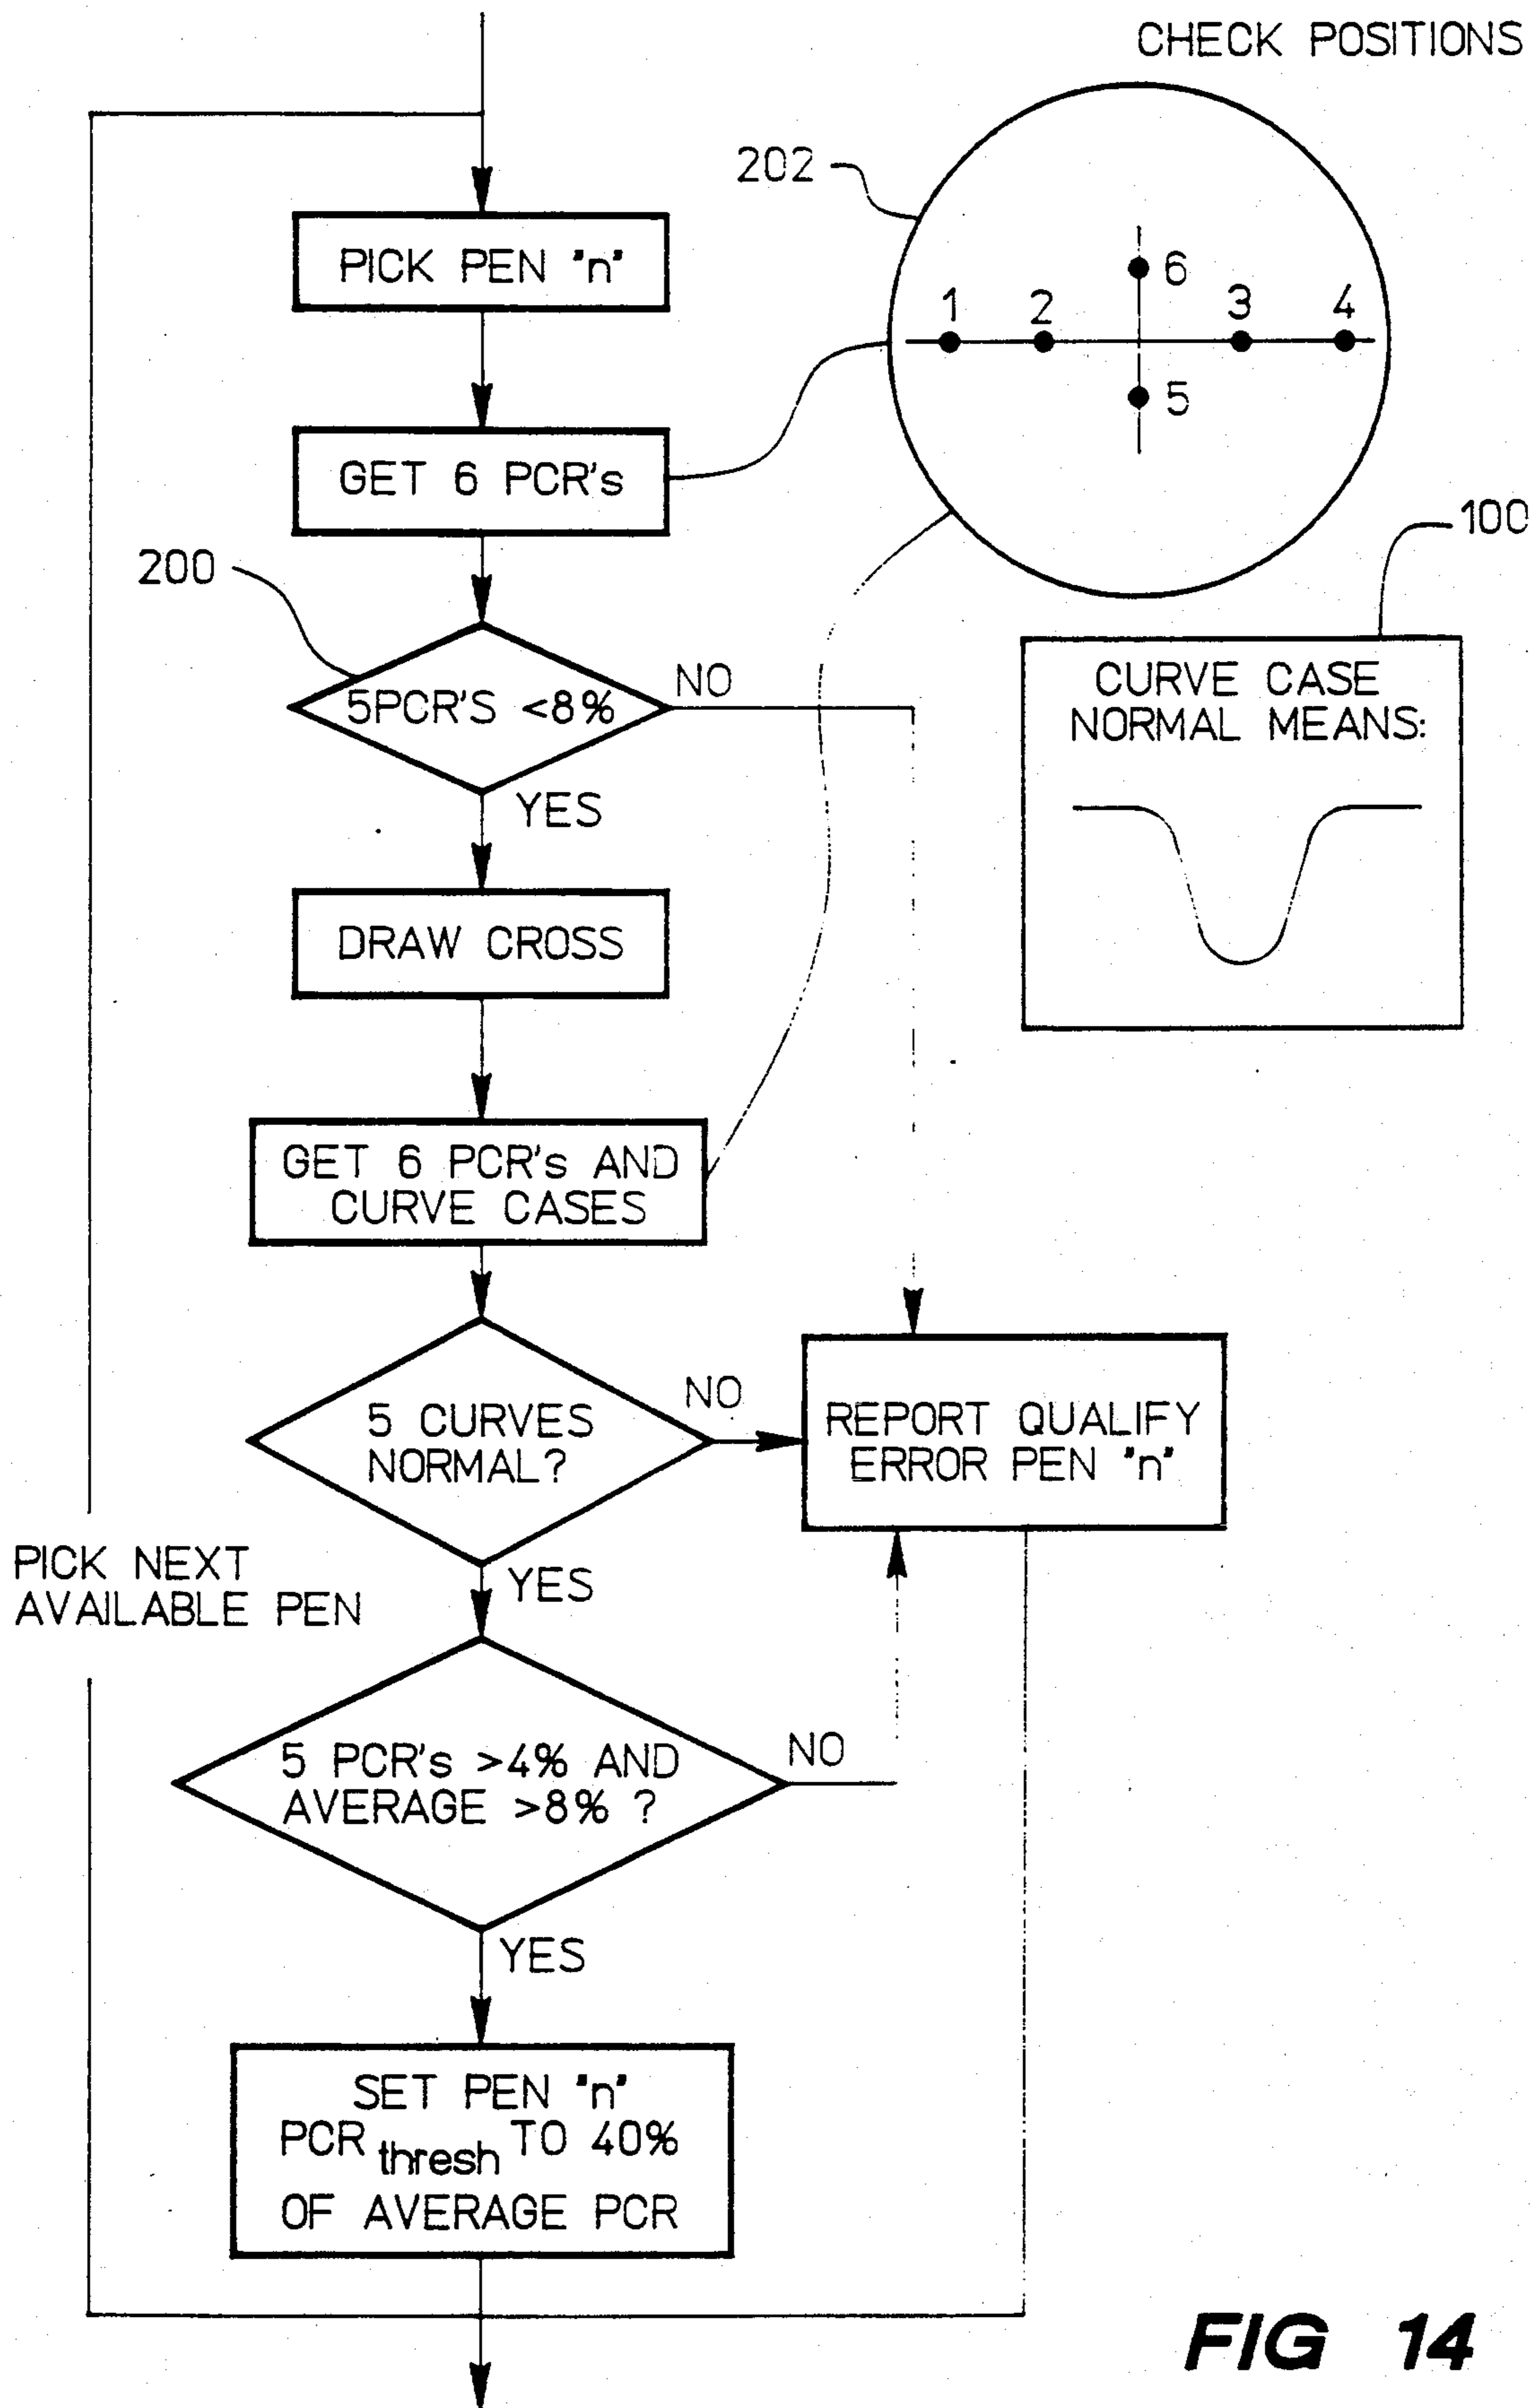 CHECK POSITIONS
202
PICK PEN "n"
6
1
2
3
4
5
GET 6 PCR's
100
200
CURVE CASE
NORMAL MEANS:
5PCR'S <8%
NO
YES
DRAW CROSS
GET 6 PCR's AND
CURVE CASES
5 CURVES
NORMAL?
NO
REPORT QUALIFY
ERROR PEN "n"
YES
PICK NEXT
AVAILABLE PEN
5 PCR's >4% AND
AVERAGE >8% ?
NO
YES
SET PEN "n"
PCR thresh TO 40%
OF AVERAGE PCR
FIG 14